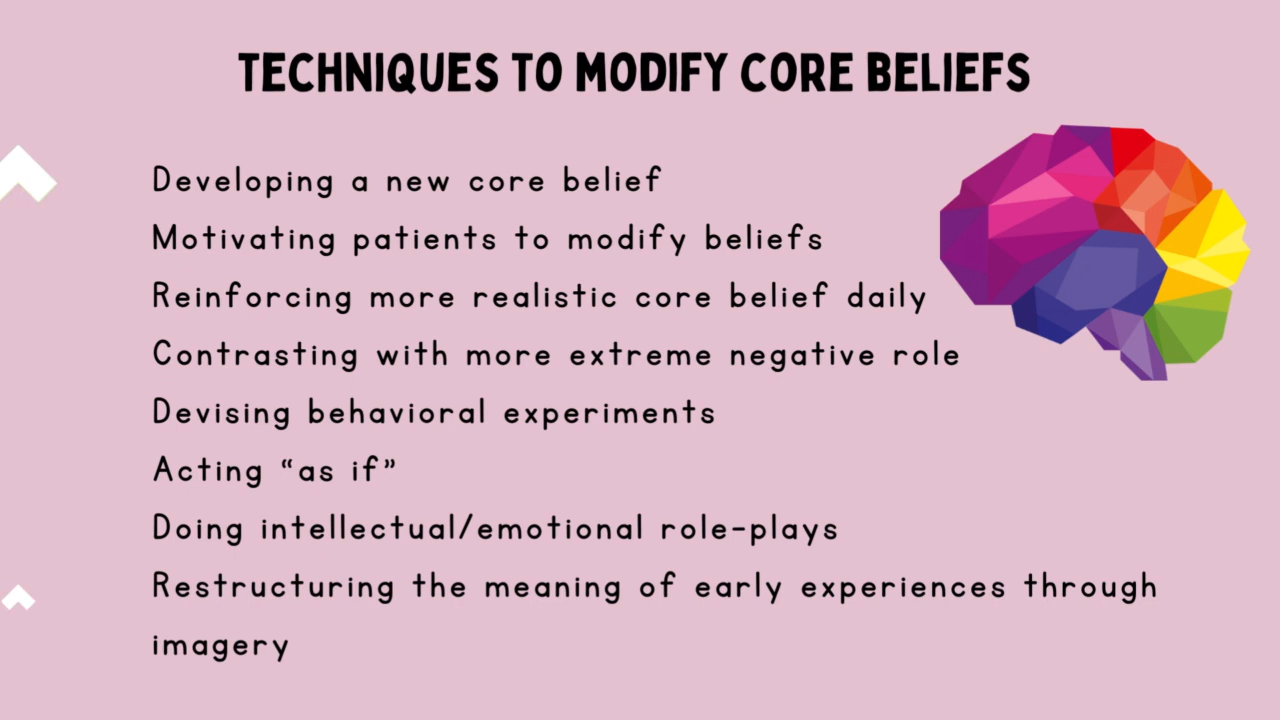 TECHNIQUES TO MODIFY CORE BELIEFS
Developing a new core belief
Motivating patients to modify beliefs
Reinforcing more realistic core belief daily
Contrasting with more extreme negative role
Devising behavioral experiments
Acting “as if”
Doing intellectual/emotional role-plays
Restructuring the meaning of early experiences through
imagery